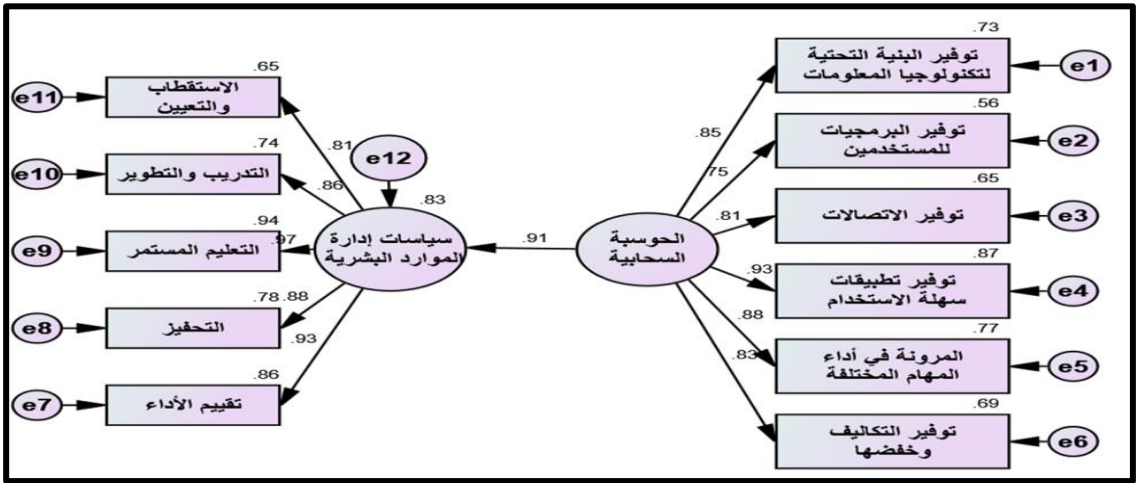 .73
توفير البنية التحتية
لتكنولوجيا المعلومات
e1
.65
الاستقطاب
والتعيين
e11
.56
توفير البرمجيات
للمستخدمين
e2
.85
.81
e12
.74
التدريب والتطوير
e10
.86
.75
.65
توفير الاتصالات
e3
.81
.83
سياسات إدارة
الموارد البشرية
.91
الحوسبة
السحابية
.94
التعليم المستمر
e9
.97
.87
توفير تطبيقات
سهلة الاستخدام
e4
.93
.78
.88
التحفيز
e8
.88
.77
المرونة في أداء
المهام المختلفة
e5
.93
.83
.86
تقييم الأداء
e7
.69
توفير التكاليف
وخفضها
e6